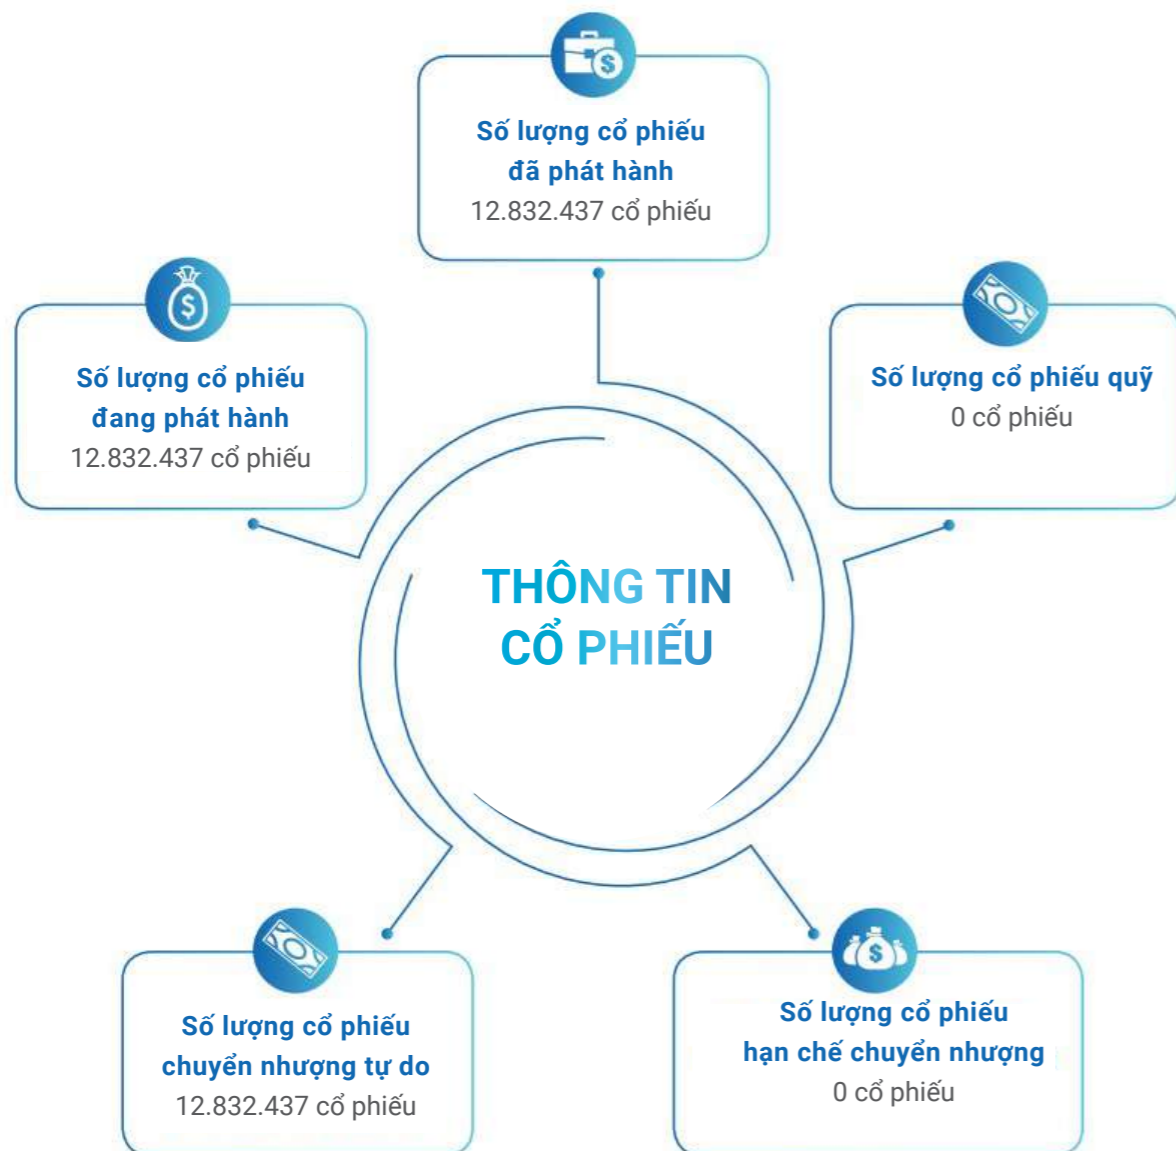 Số lượng cổ phiếu
đã phát hành
12.832.437 cổ phiếu
Số lượng cổ phiếu
đang phát hành
12.832.437 cổ phiếu
Số lượng cổ phiếu quỹ
0 cổ phiếu
THÔNG TIN
CỔ PHIẾU
Số lượng cổ phiếu
chuyển nhượng tự do
12.832.437 cổ phiếu
Số lượng cổ phiếu
hạn chế chuyển nhượng
0 cổ phiếu